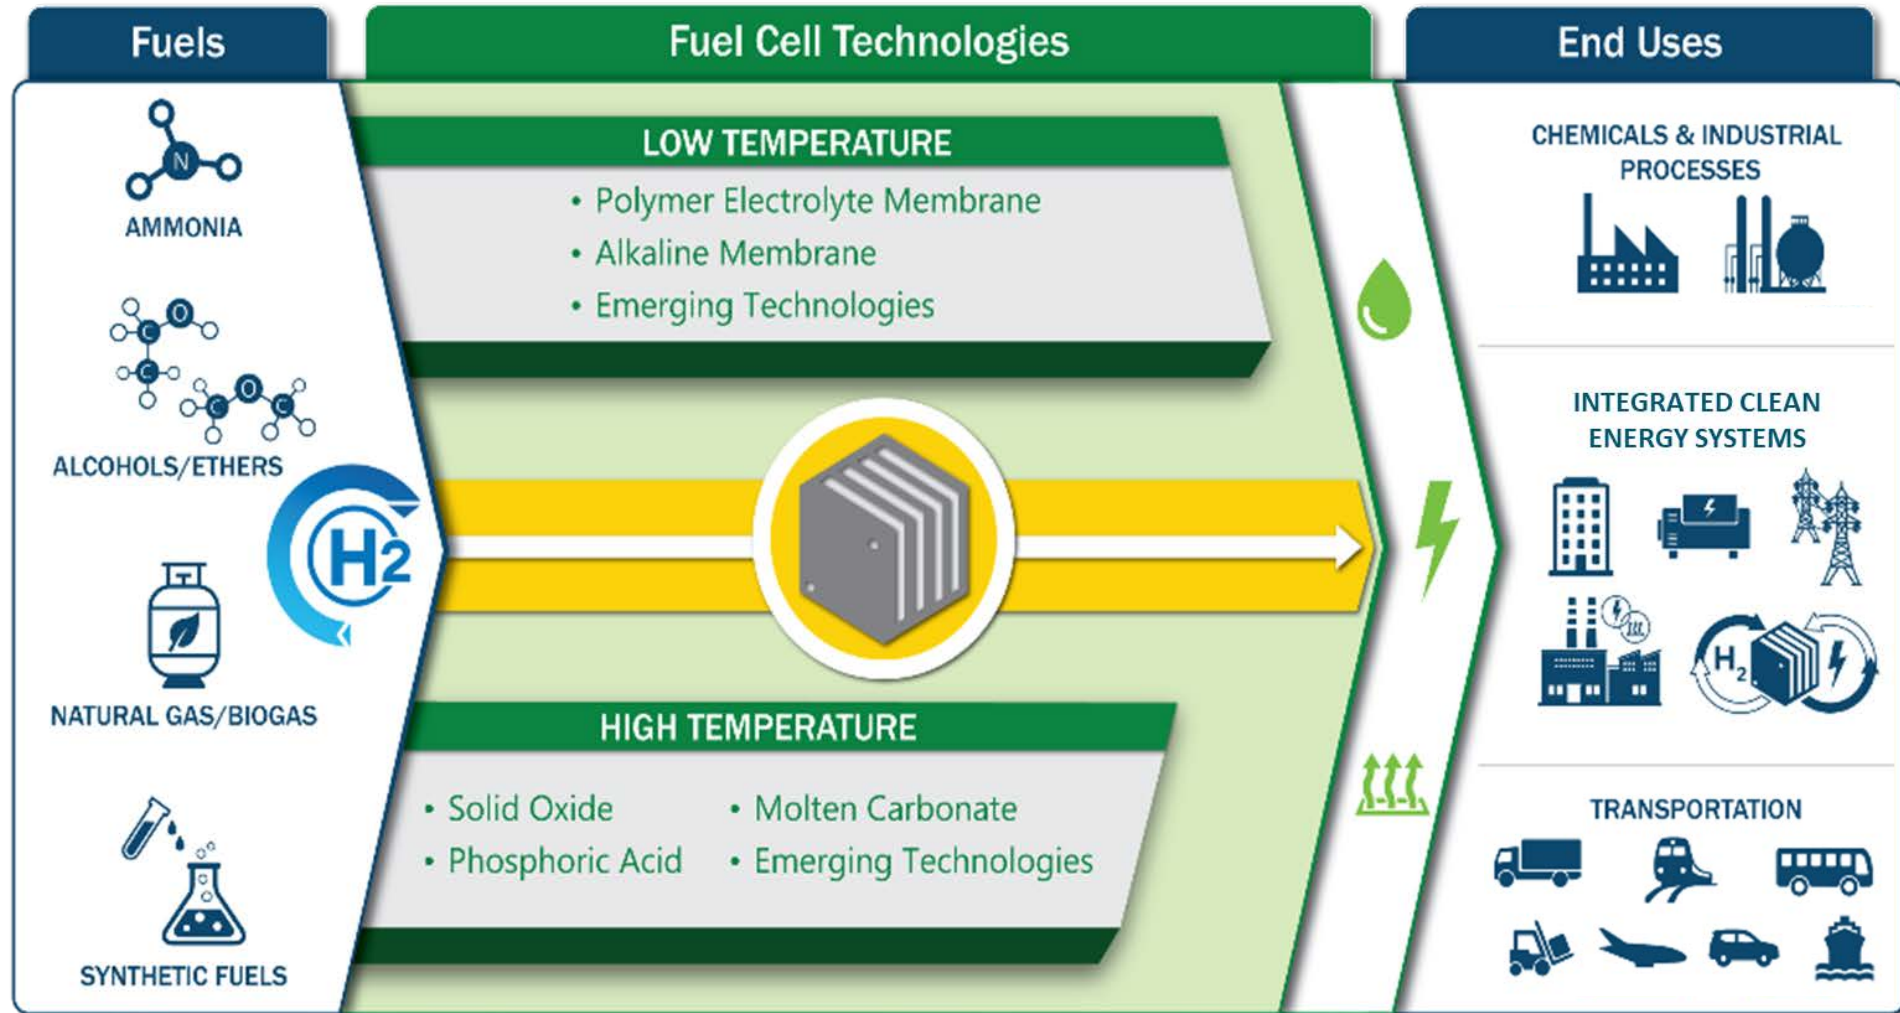 Fuels
Fuel Cell Technologies
End Uses
N
AMMONIA
C O
C
C O C
ALCOHOLS/ETHERS
H2
NATURAL GAS/BIOGAS
SYNTHETIC FUELS
LOW TEMPERATURE
• Polymer Electrolyte Membrane
• Alkaline Membrane
• Emerging Technologies
HIGH TEMPERATURE
• Solid Oxide
• Phosphoric Acid
• Molten Carbonate
• Emerging Technologies
CHEMICALS & INDUSTRIAL
PROCESSES
INTEGRATED CLEAN
ENERGY SYSTEMS
H2
TRANSPORTATION